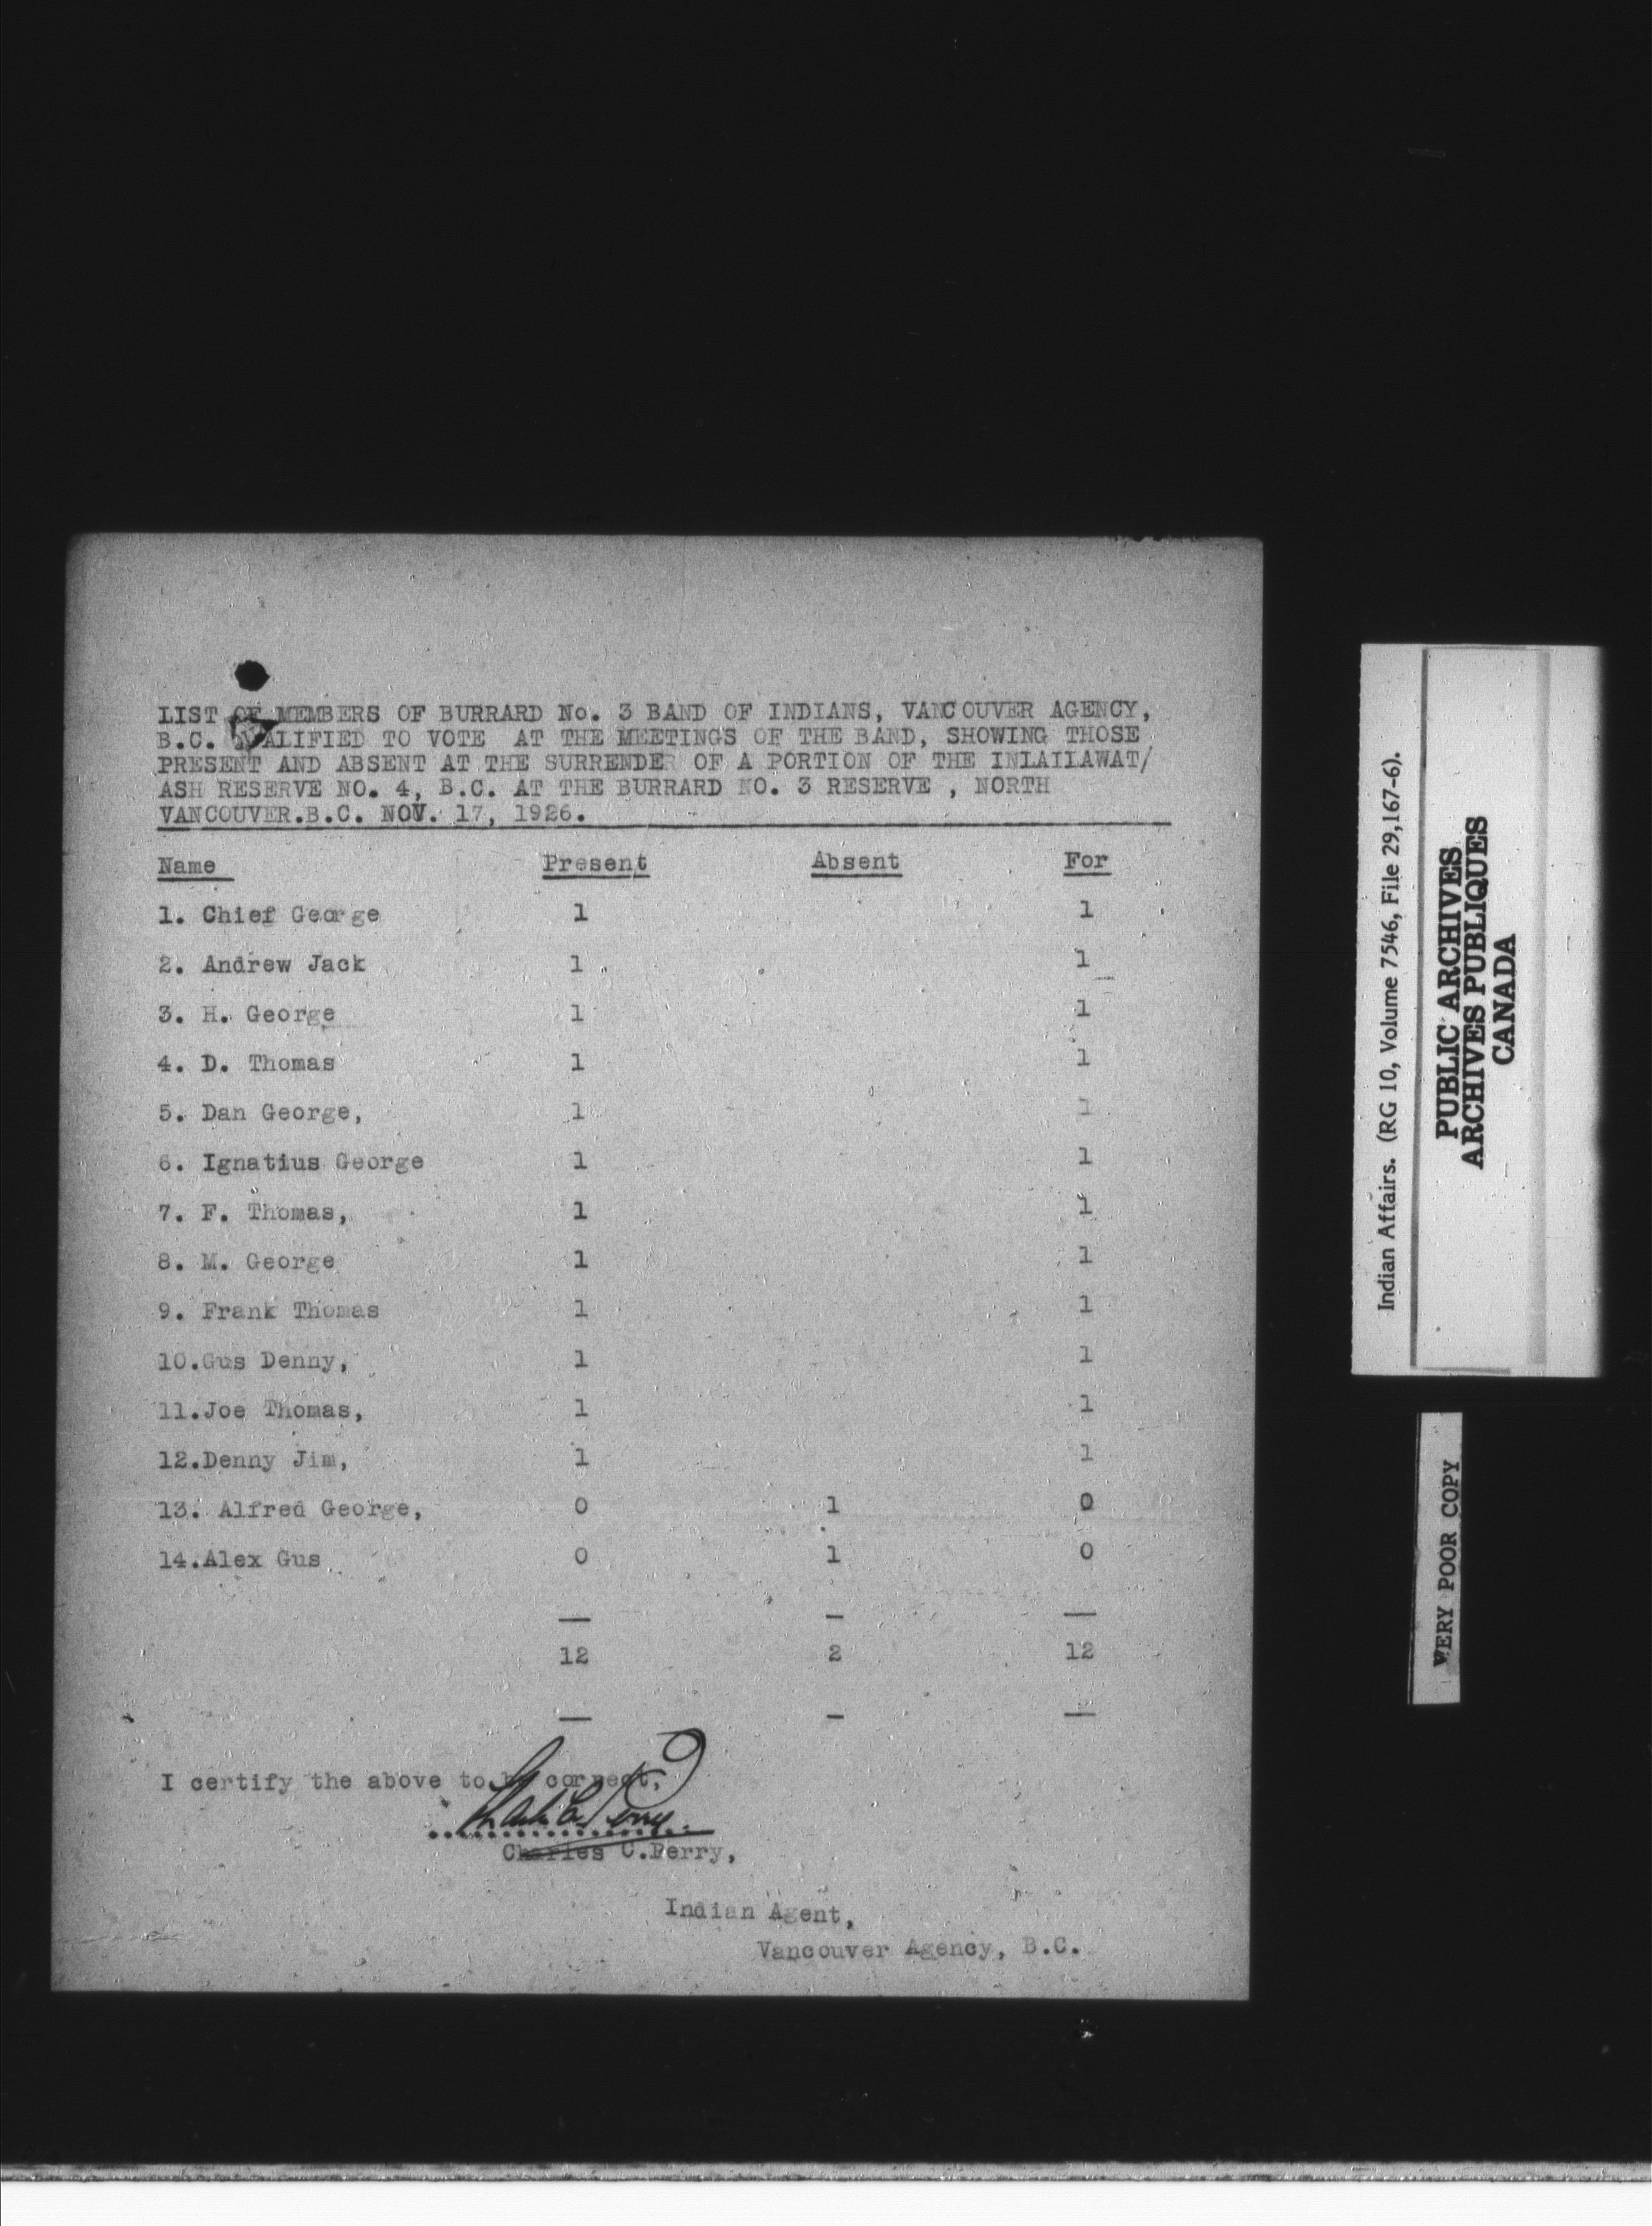 LIST OF MEMBERS OF BURRARD No. 3 BAND OF INDIANS, VANCOUVER AGENCY,
B.C. QUALIFIED TO VOTE AT THE MEETINGS OF THE BAND, SHOWING THOSE
PRESENT AND ABSENT AT THE SURRENDER OF A PORTION OF THE INLAILAWAT/
ASH RESERVE NO. 4, B.C. AT THE BURRARD NO. 3 RESERVE , NORTH
VANCOUVER.B.C. NOV. 17, 1926.
Name Present Absent For
1. Chief George 1 1
2. Andrew Jack 1 1
3. H. George 1 1
4. D. Thomas 1 1
5. Dan George, 1 1
6. Ignatius George 1 1
7. F. Thomas, 1 1
8. M. George 1 1
9. Frank Thomas 1 1
10.Gus Denny, 1 1
11.Joe Thomas, 1 1
12.Denny Jim, 1 1
13. Alfred George, 0 1 0
14.Alex Gus 0 1 0
12 2 12
I certify the above to be correct,
Charles C. Perry
Charles C.Perry,
Indian Agent,
Vancouver Agency, B.C.
Indian Affairs. (RG 10, Volume 7546, File 29,167-6).
PUBLIC ARCHIVES
ARCHIVES PUBLIQUES
CANADA
VERY POOR COPY